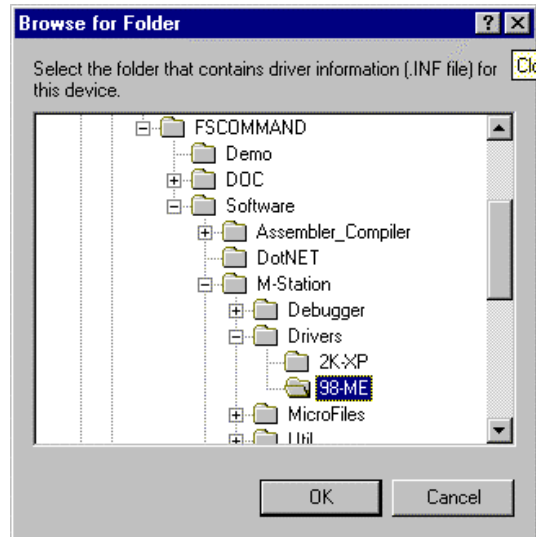 Browse for Folder
Select the folder that contains driver information (.INF file) for
this device.
FSCOMMAND
Demo
DOC
Software
Assembler_Compiler
DotNET
M-Station
Debugger
Drivers
2K-XP
98-ME
MicroFiles
Util
OK Cancel